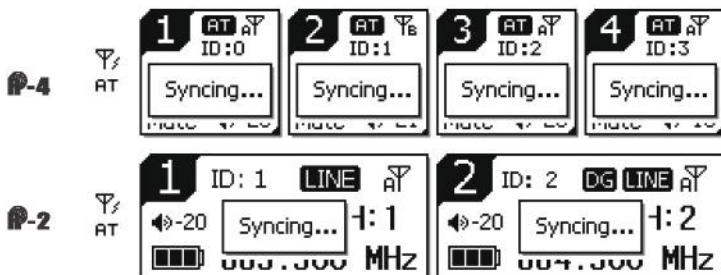 1 AT A
ID:0
Syncing...
2 AT B
ID:1
Syncing...
3 AT A
ID:2
Syncing...
4 AT A
ID:3
Syncing...
P-4
AT
1 ID: 1 LINE A
-20 Syncing... H:1
MHz
2 ID: 2 DG LINE A
-20 Syncing... H:2
MHz
P-2
AT